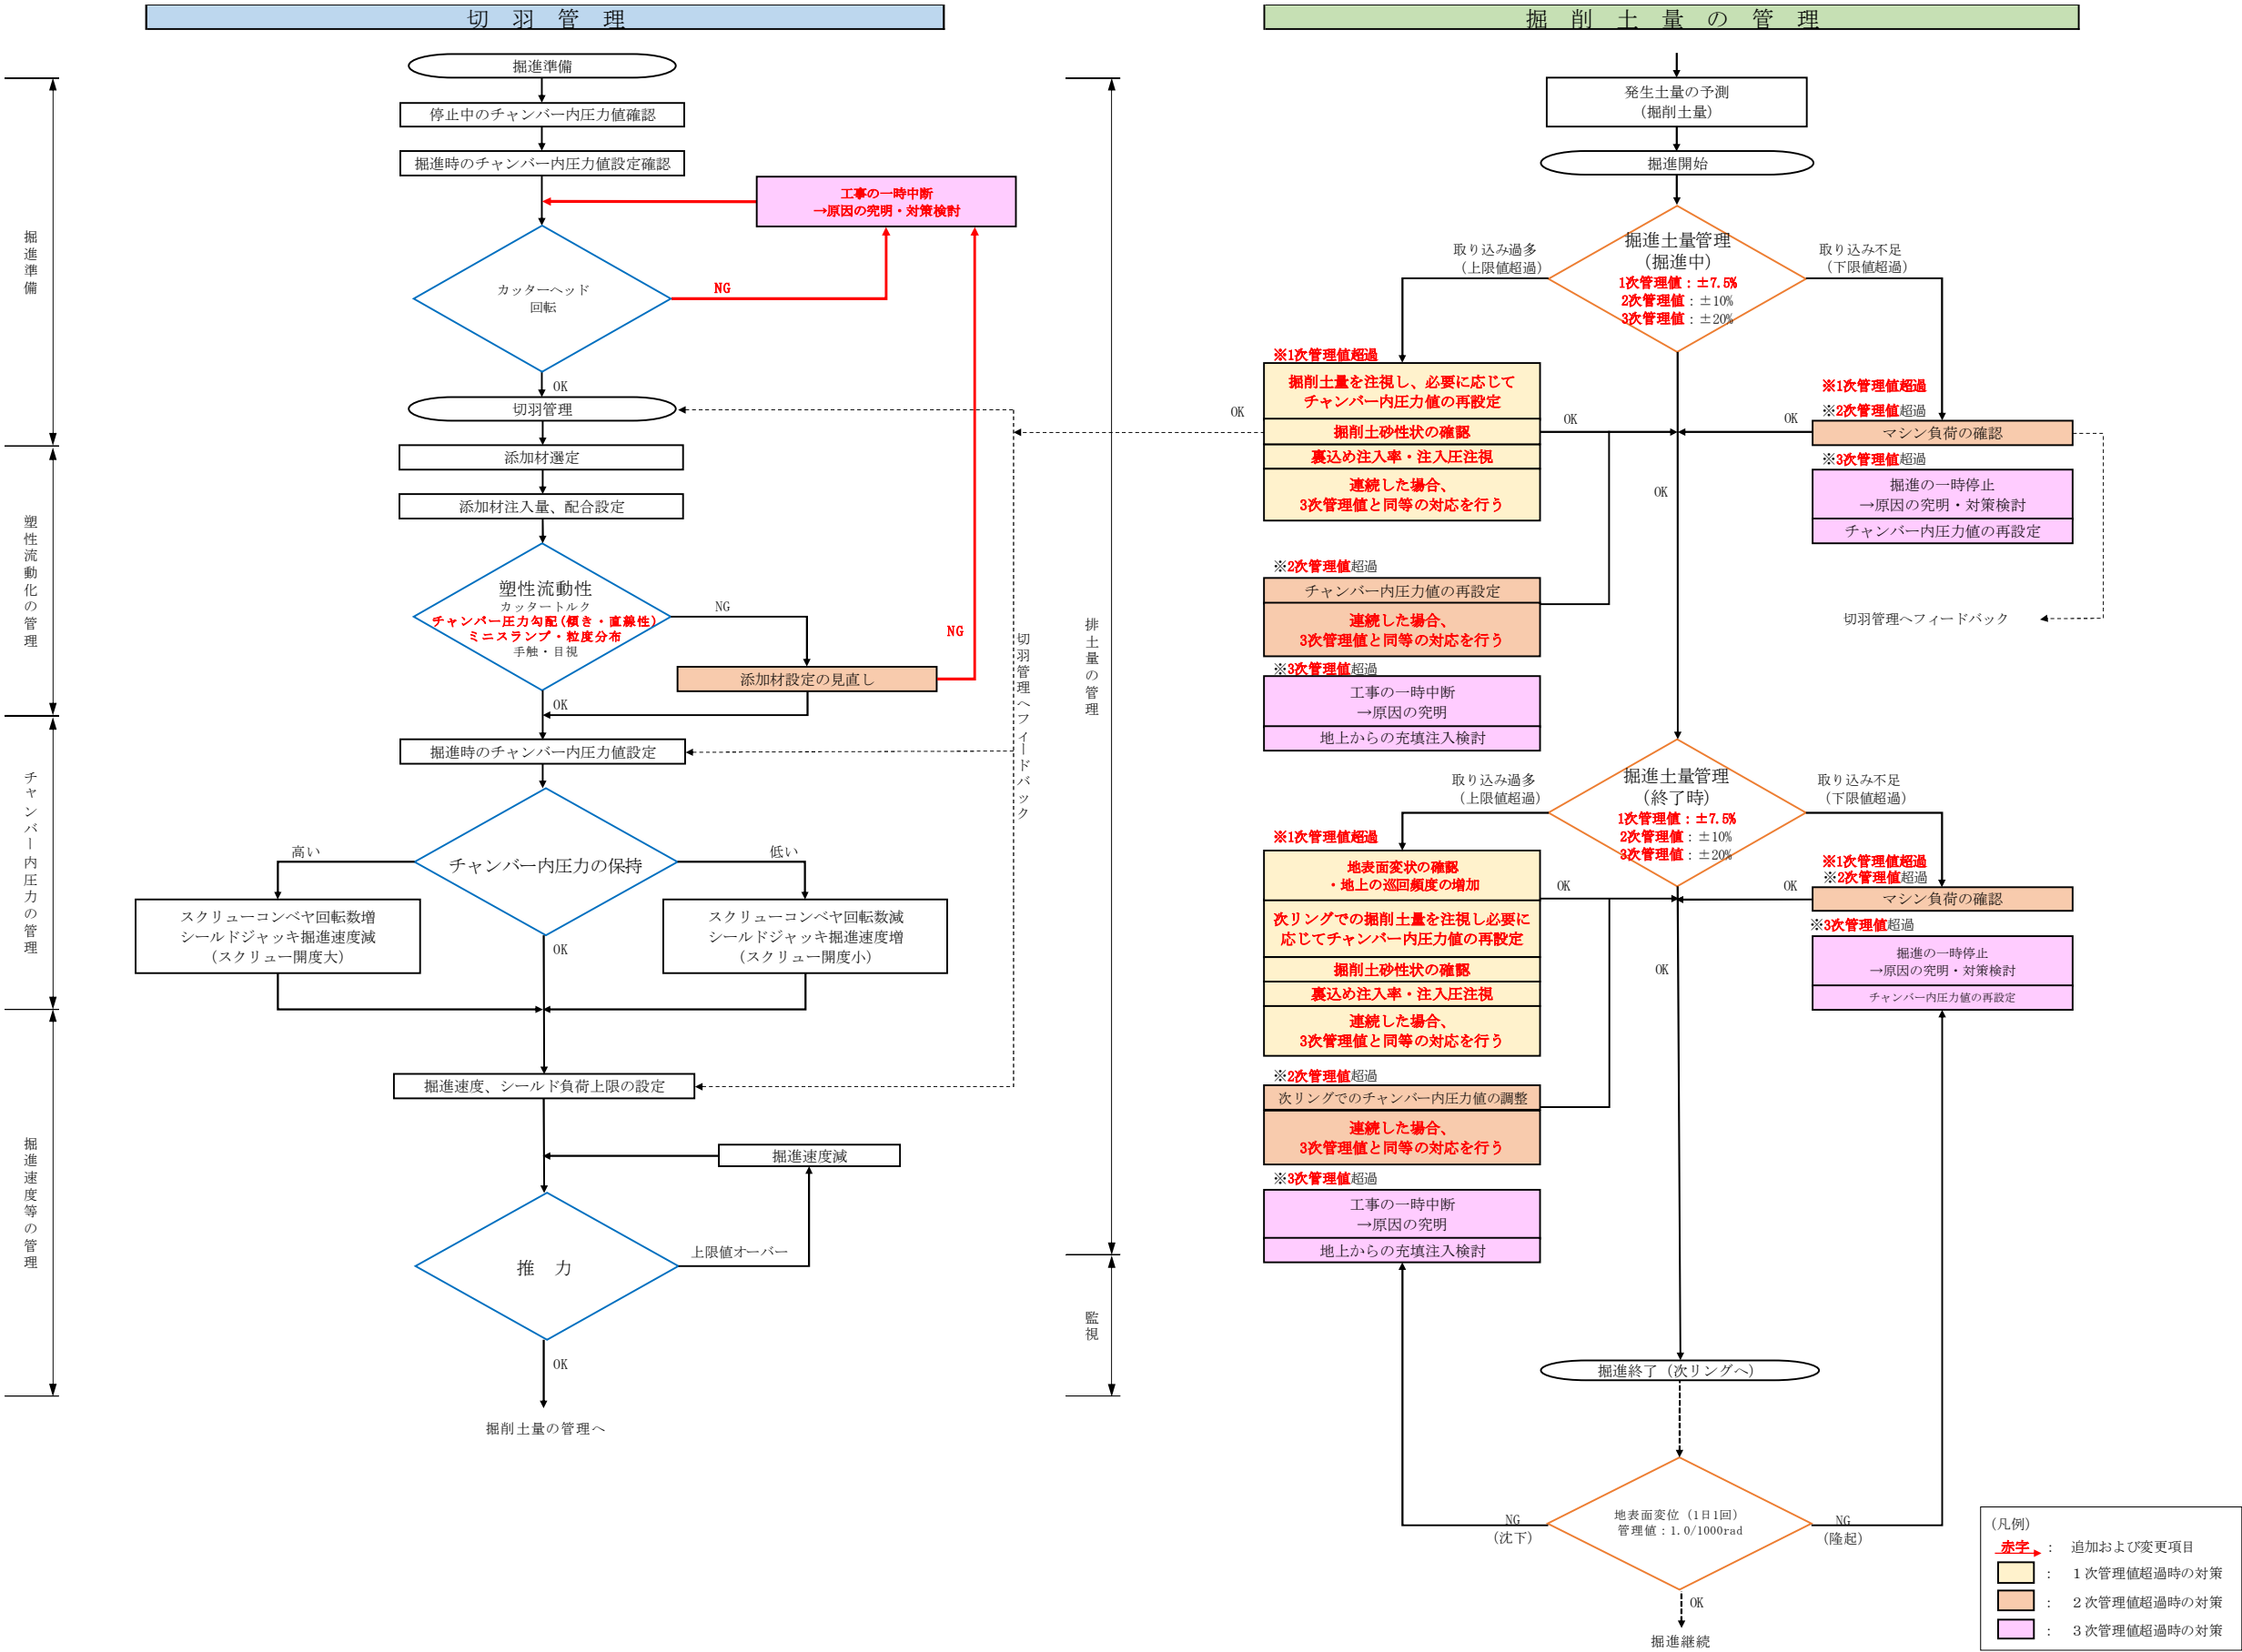 切 羽 管 理
掘進準備
停止中のチャンバー内圧力値確認
掘進時のチャンバー内圧力値設定確認
工事の一時中断
→原因の究明・対策検討
カッターヘッド
回転
NG
OK
切羽管理
添加材選定
添加材注入量、配合設定
塑性流動性
カッタートルク
チャンバー圧力勾配(傾き・直線性)
ミニスランプ・粒度分布
手触・目視
NG
NG
添加材設定の見直し
OK
掘進時のチャンバー内圧力値設定
チャンバー内圧力の保持
高い
低い
スクリューコンベヤ回転数増
シールドジャッキ掘進速度減
(スクリュー開度大)
スクリューコンベヤ回転数減
シールドジャッキ掘進速度増
(スクリュー開度小)
OK
掘進速度、シールド負荷上限の設定
掘進速度減
推 力
上限値オーバー
OK
掘削土量の管理へ
掘進準備
塑性流動化の管理
チャンバー内圧力の管理
掘進速度等の管理
切羽管理へフィードバック
掘 削 土 量 の 管 理
排土量の管理
監視
発生土量の予測
(掘削土量)
掘進開始
掘進土量管理
(掘進中)
1次管理値：±7.5%
2次管理値：±10%
3次管理値：±20%
取り込み過多
(上限値超過)
取り込み不足
(下限値超過)
※1次管理値超過
掘削土量を注視し、必要に応じて
チャンバー内圧力値の再設定
掘削土砂性状の確認
裏込め注入率・注入圧注視
連続した場合、
3次管理値と同等の対応を行う
OK
OK
OK
OK
※1次管理値超過
※2次管理値超過
マシン負荷の確認
※3次管理値超過
掘進の一時停止
→原因の究明・対策検討
チャンバー内圧力値の再設定
切羽管理へフィードバック
※2次管理値超過
チャンバー内圧力値の再設定
連続した場合、
3次管理値と同等の対応を行う
※3次管理値超過
工事の一時中断
→原因の究明
地上からの充填注入検討
掘進土量管理
(終了時)
1次管理値：±7.5%
2次管理値：±10%
3次管理値：±20%
取り込み過多
(上限値超過)
取り込み不足
(下限値超過)
※1次管理値超過
地表面変状の確認
・地上の巡回頻度の増加
次リングでの掘削土量を注視し必要に
応じてチャンバー内圧力値の再設定
掘削土砂性状の確認
裏込め注入率・注入圧注視
連続した場合、
3次管理値と同等の対応を行う
OK
OK
OK
※1次管理値超過
※2次管理値超過
マシン負荷の確認
※3次管理値超過
掘進の一時停止
→原因の究明・対策検討
チャンバー内圧力値の再設定
※2次管理値超過
次リングでのチャンバー内圧力値の調整
連続した場合、
3次管理値と同等の対応を行う
※3次管理値超過
工事の一時中断
→原因の究明
地上からの充填注入検討
掘進終了（次リングへ）
地表面変位（1日1回）
管理値：1.0/1000rad
NG
(沈下)
NG
(隆起)
OK
掘進継続
(凡例)
赤字 ： 追加および変更項目
： １次管理値超過時の対策
： ２次管理値超過時の対策
： ３次管理値超過時の対策